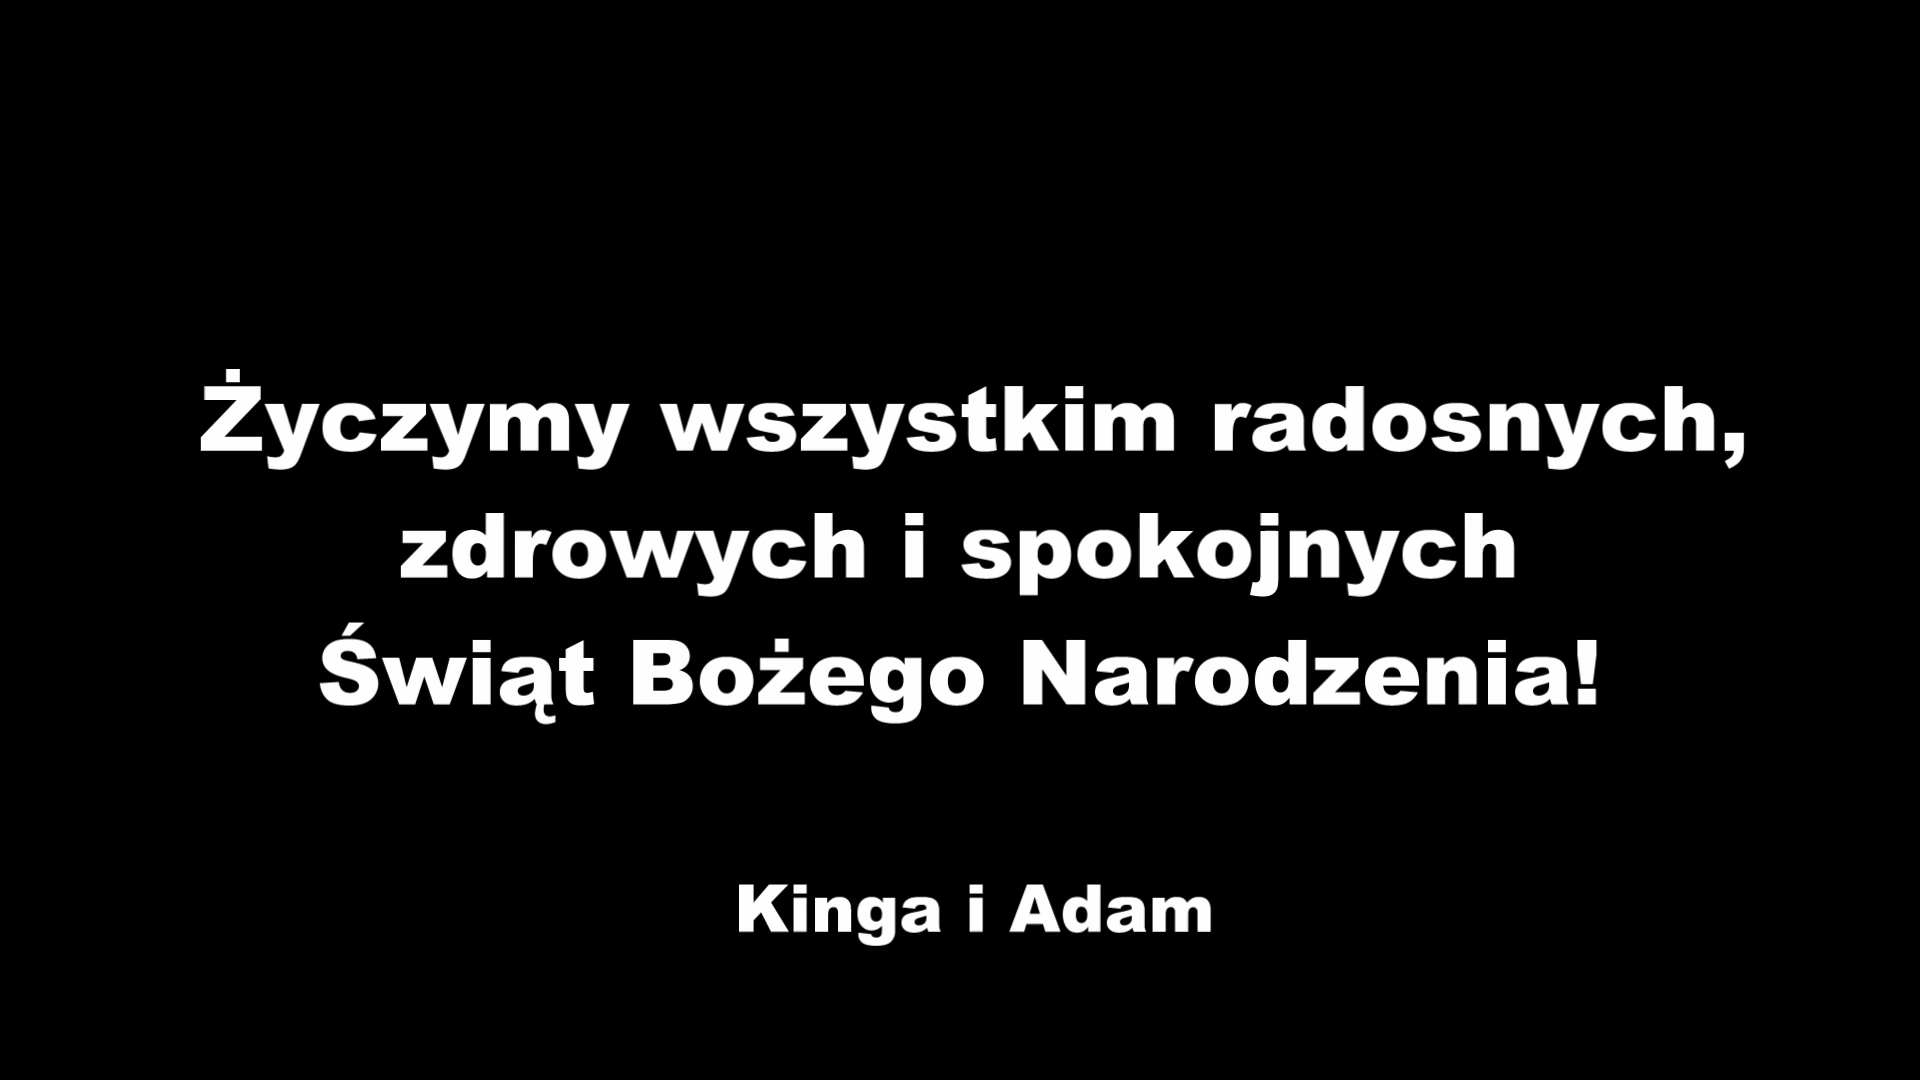 Życzymy wszystkim radosnych,
zdrowych i spokojnych
Świąt Bożego Narodzenia!
Kinga i Adam